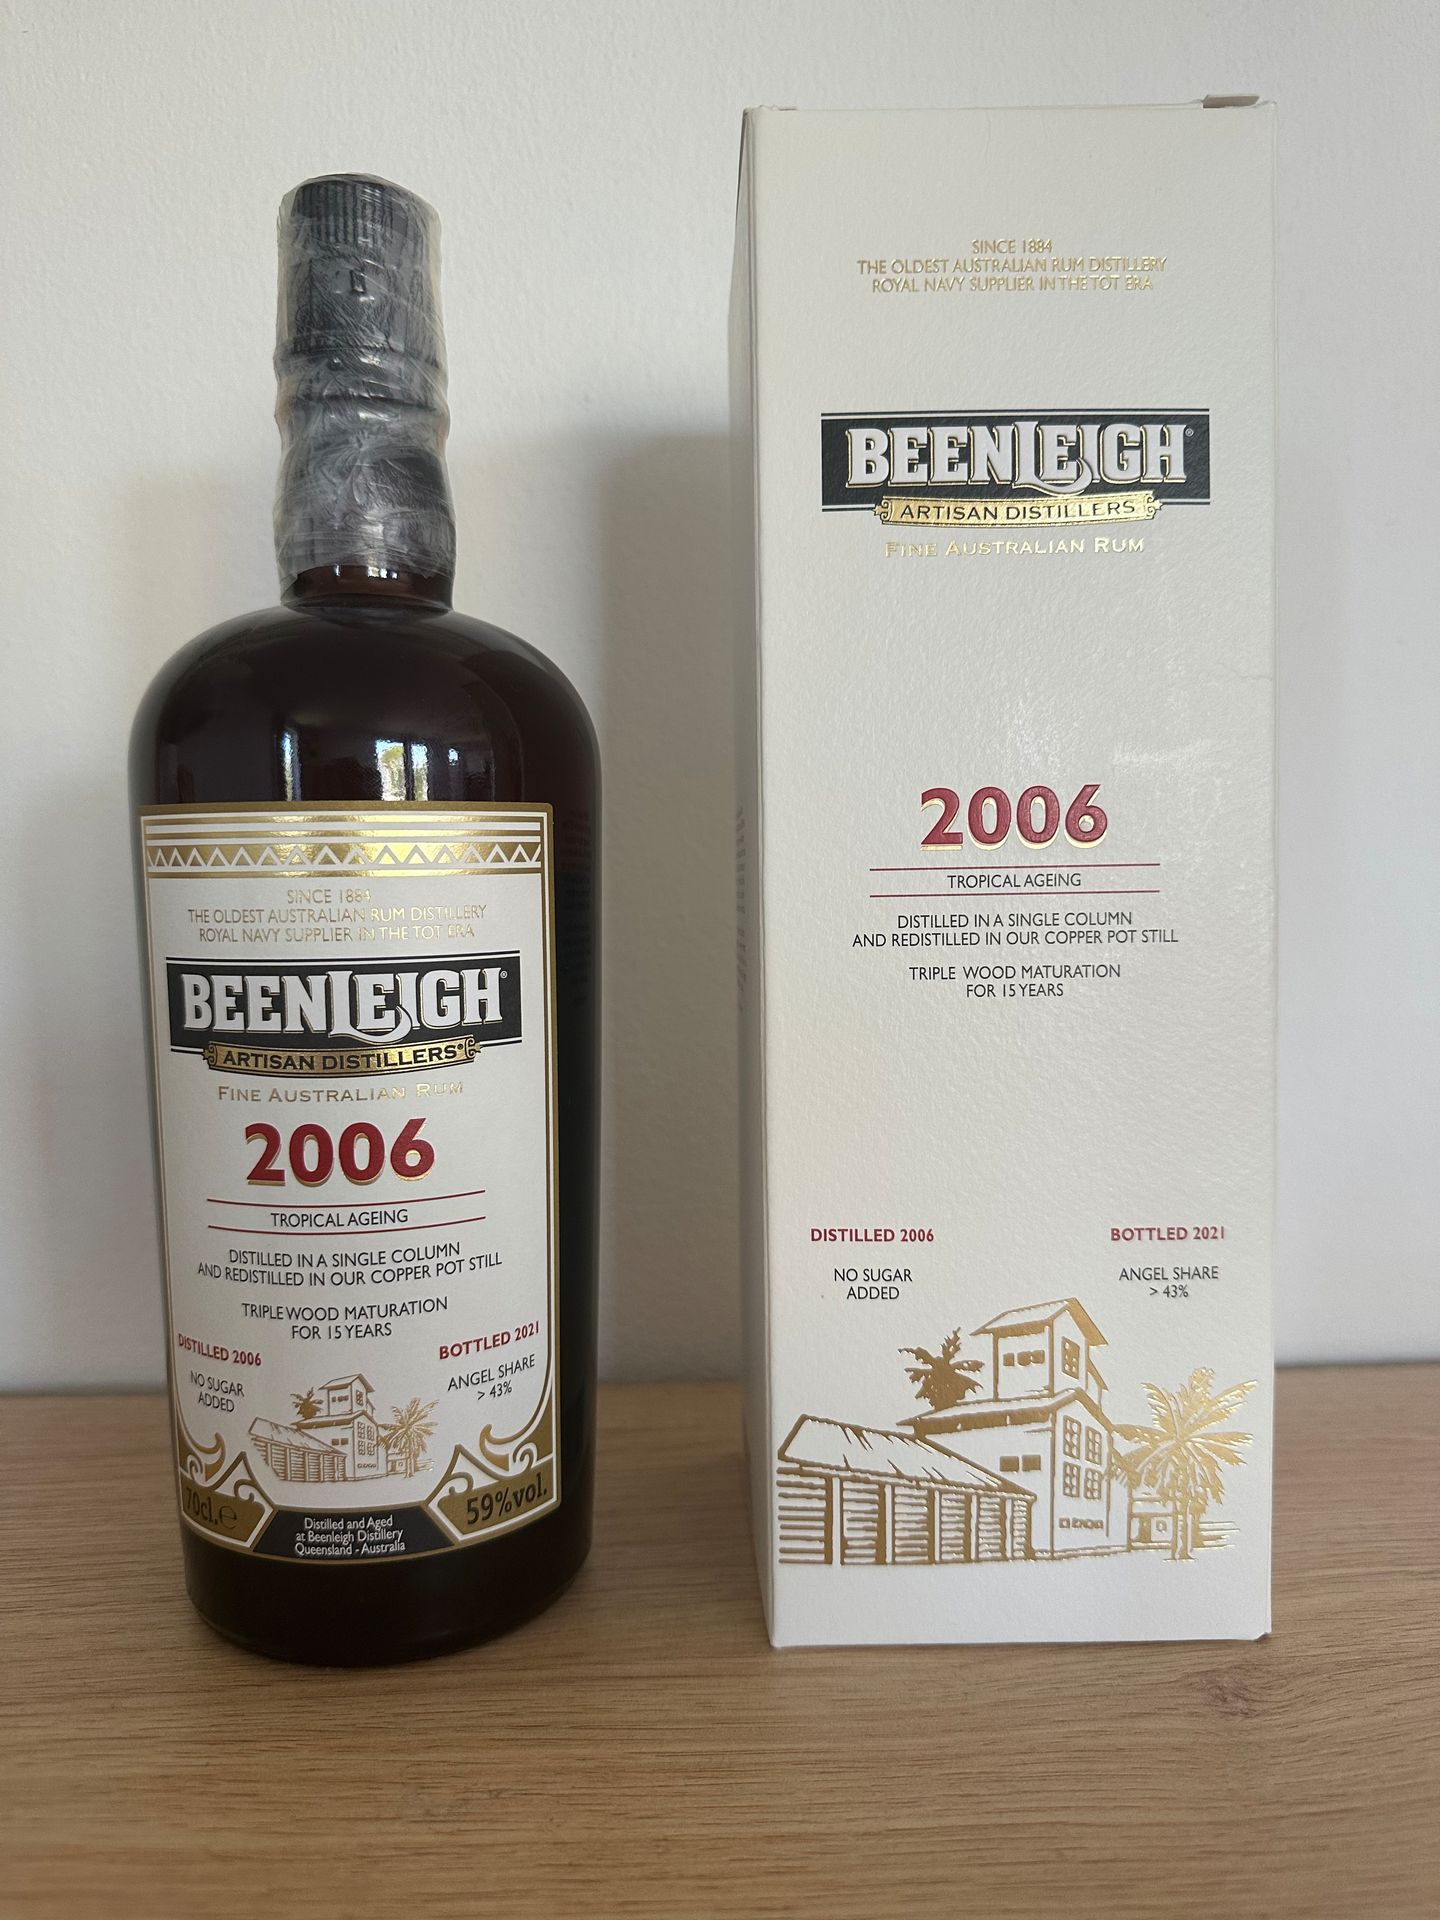 SINCE 1884
THE OLDEST AUSTRALIAN RUM DISTILLERY
ROYAL NAVY SUPPLIER IN THE TOT ERA
BEENLEIGH®
ARTISAN DISTILLERS®
FINE AUSTRALIAN RUM
2006
TROPICAL AGEING
DISTILLED IN A SINGLE COLUMN
AND REDISTILLED IN OUR COPPER POT STILL
TRIPLE WOOD MATURATION
FOR 15 YEARS
DISTILLED 2006
NO SUGAR
ADDED
BOTTLED 2021
ANGEL SHARE
> 43%
70cl.℮
Distilled and Aged
at Beenleigh Distillery
Queensland - Australia
59%vol.
SINCE 1884
THE OLDEST AUSTRALIAN RUM DISTILLERY
ROYAL NAVY SUPPLIER IN THE TOT ERA
BEENLEIGH®
ARTISAN DISTILLERS
FINE AUSTRALIAN RUM
2006
TROPICAL AGEING
DISTILLED IN A SINGLE COLUMN
AND REDISTILLED IN OUR COPPER POT STILL
TRIPLE WOOD MATURATION
FOR 15 YEARS
DISTILLED 2006
NO SUGAR
ADDED
BOTTLED 2021
ANGEL SHARE
> 43%